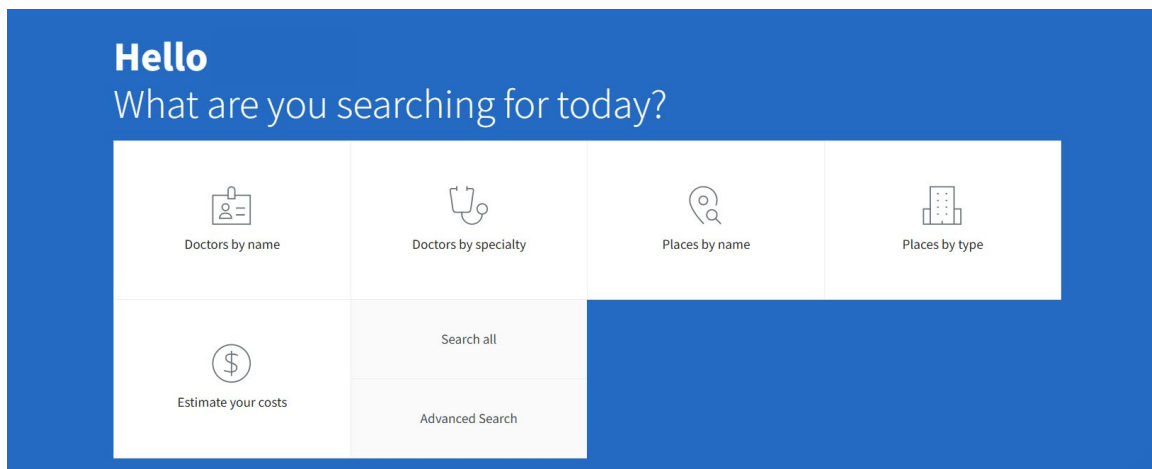 Hello
What are you searching for today?
Doctors by name
Doctors by specialty
Places by name
Places by type
Estimate your costs
Search all
Advanced Search